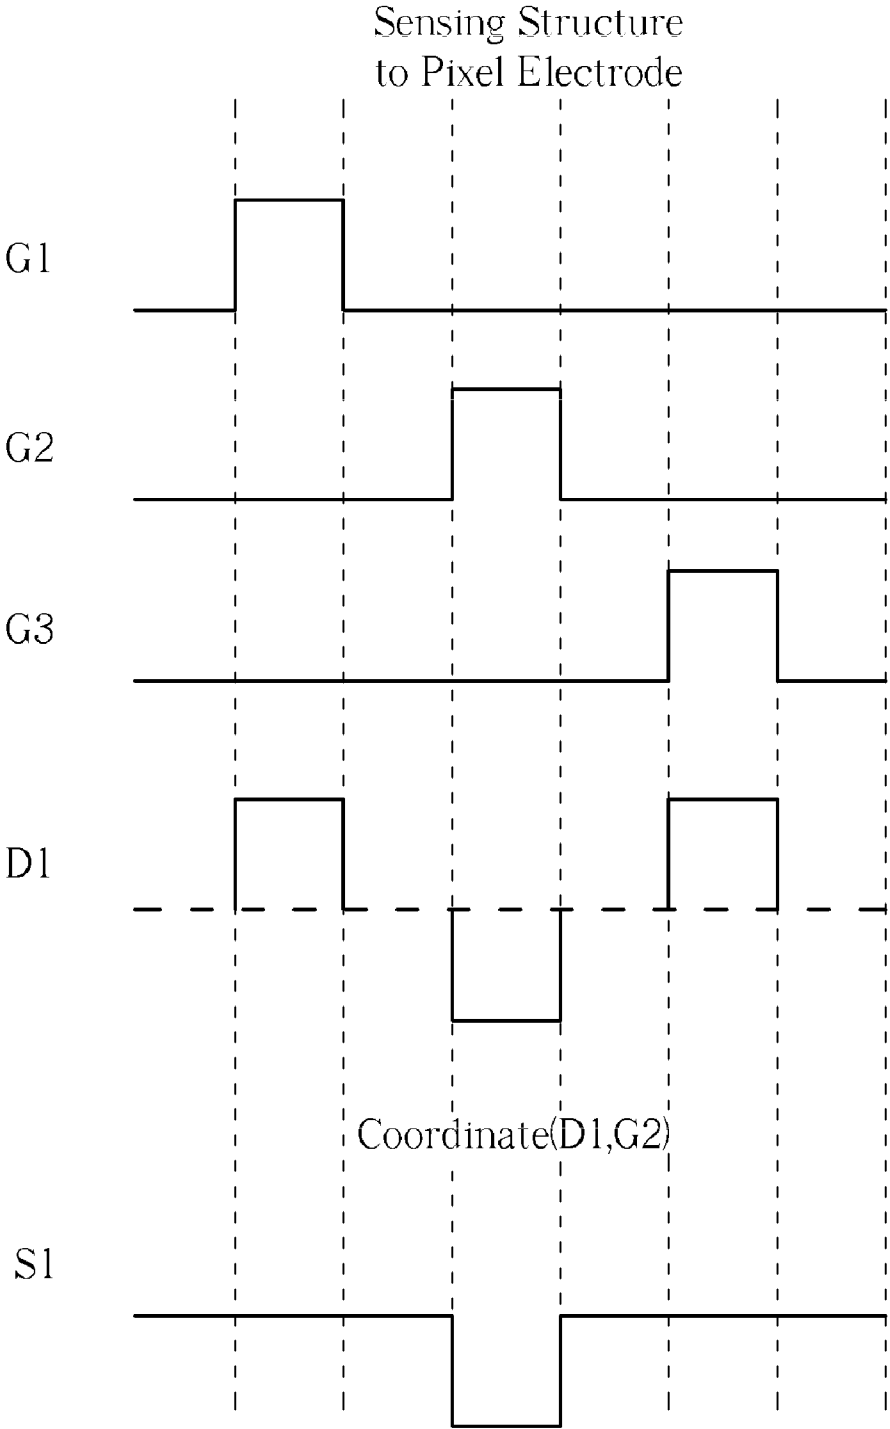 Sensing Structure
to Pixel Electrode
G1
G2
G3
D1
Coordinate(D1,G2)
S1